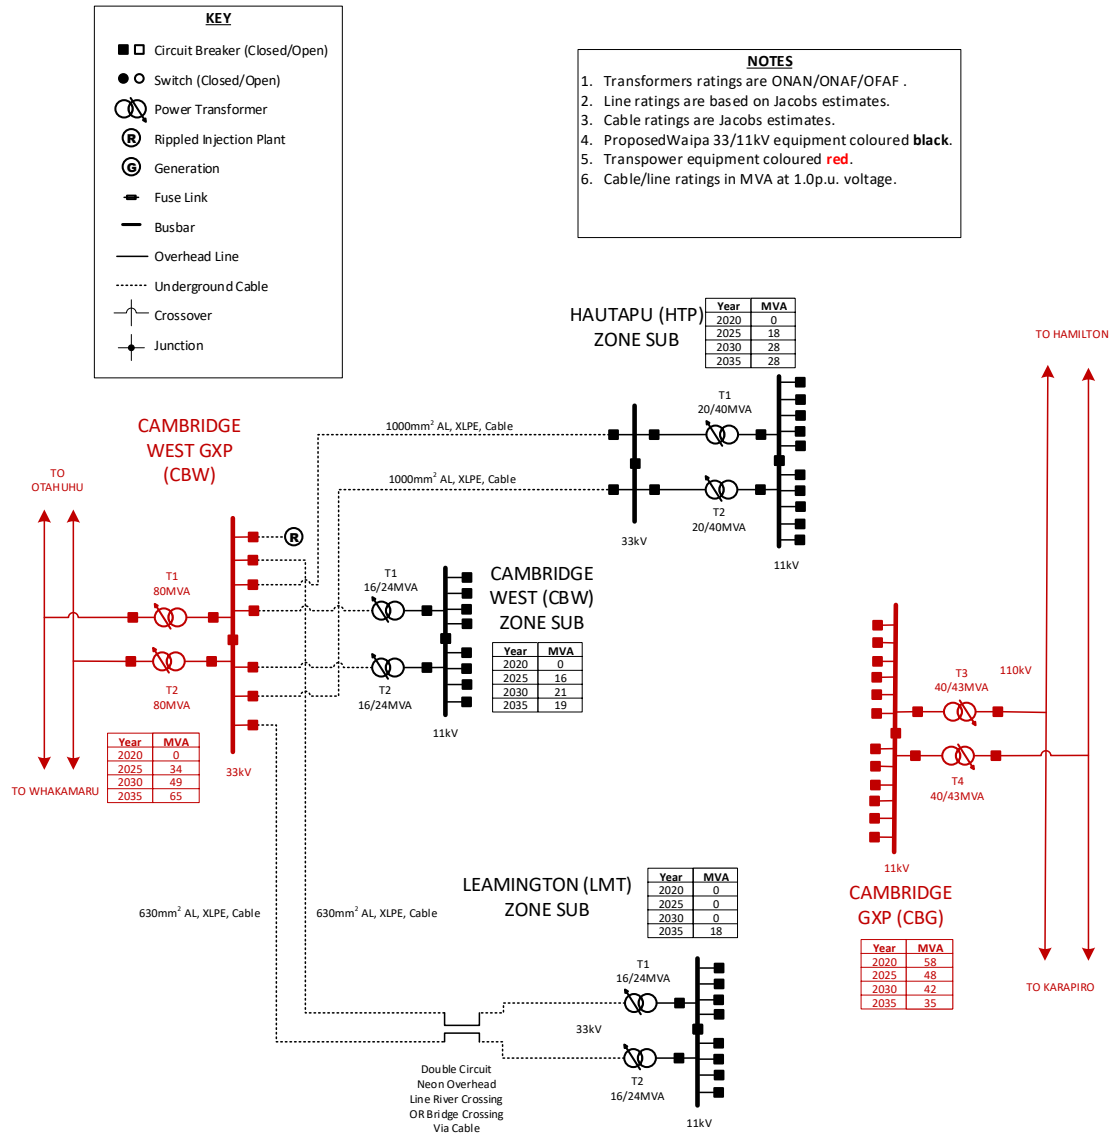 KEY
Circuit Breaker (Closed/Open)
Switch (Closed/Open)
Power Transformer
R Rippled Injection Plant
G Generation
Fuse Link
Busbar
Overhead Line
Underground Cable
Crossover
Junction
NOTES
1. Transformers ratings are ONAN/ONAF/OFAF .
2. Line ratings are based on Jacobs estimates.
3. Cable ratings are Jacobs estimates.
4. ProposedWaipa 33/11kV equipment coloured black.
5. Transpower equipment coloured red.
6. Cable/line ratings in MVA at 1.0p.u. voltage.
HAUTAPU (HTP)
ZONE SUB
Year MVA
2020 0
2025 18
2030 28
2035 28
T1
20/40MVA
T2
20/40MVA
33kV
11kV
1000mm² AL, XLPE, Cable
1000mm² AL, XLPE, Cable
CAMBRIDGE
WEST GXP
(CBW)
TO
OTAHUHU
TO WHAKAMARU
T1
80MVA
T2
80MVA
R
33kV
Year MVA
2020 0
2025 34
2030 49
2035 65
T1
16/24MVA
T2
16/24MVA
11kV
CAMBRIDGE
WEST (CBW)
ZONE SUB
Year MVA
2020 0
2025 16
2030 21
2035 19
TO HAMILTON
T3
40/43MVA
110kV
T4
40/43MVA
11kV
CAMBRIDGE
GXP (CBG)
Year MVA
2020 58
2025 48
2030 42
2035 35
TO KARAPIRO
LEAMINGTON (LMT)
ZONE SUB
Year MVA
2020 0
2025 0
2030 0
2035 18
630mm² AL, XLPE, Cable
630mm² AL, XLPE, Cable
T1
16/24MVA
33kV
T2
16/24MVA
11kV
Double Circuit
Neon Overhead
Line River Crossing
OR Bridge Crossing
Via Cable